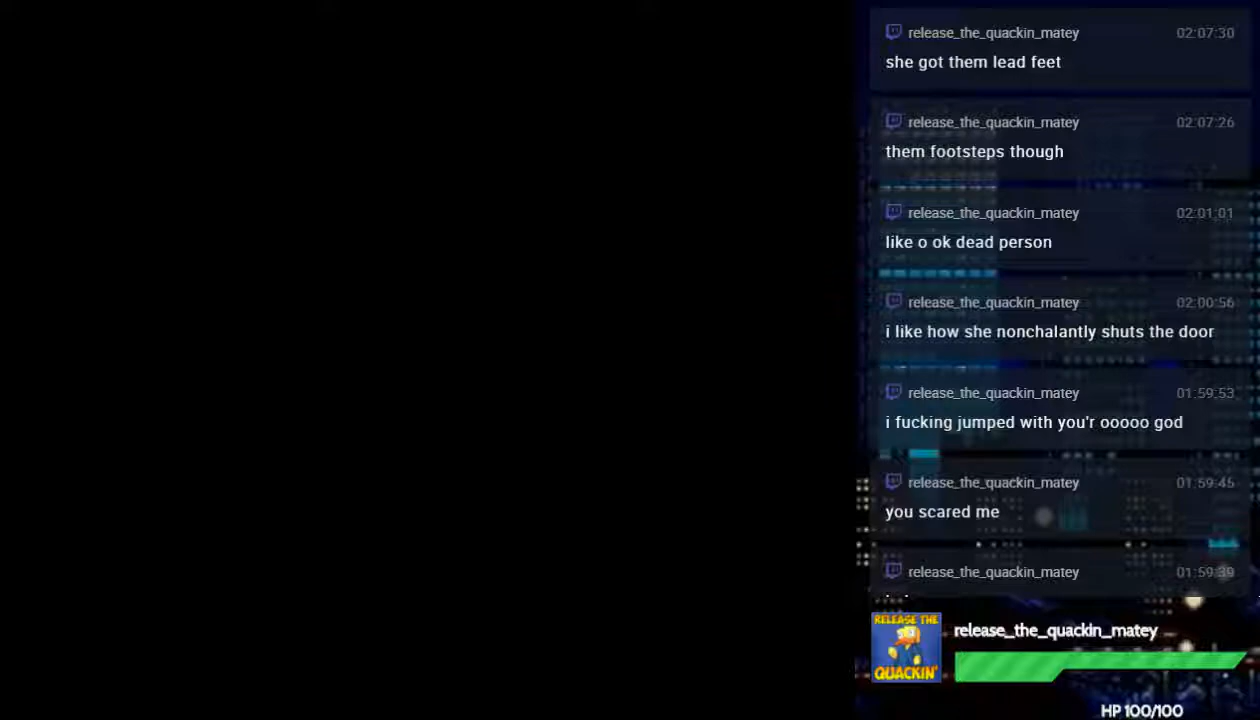 release_the_quackin_matey 02:07:30
she got them lead feet
release_the_quackin_matey 02:07:26
them footsteps though
release_the_quackin_matey 02:01:01
like o ok dead person
release_the_quackin_matey 02:00:56
i like how she nonchalantly shuts the door
release_the_quackin_matey 01:59:53
i fucking jumped with you'r ooooo god
release_the_quackin_matey 01:59:45
you scared me
release_the_quackin_matey 01:59:39
RELEASE THE
QUACKIN'
release_the_quackin_matey
HP 100/100